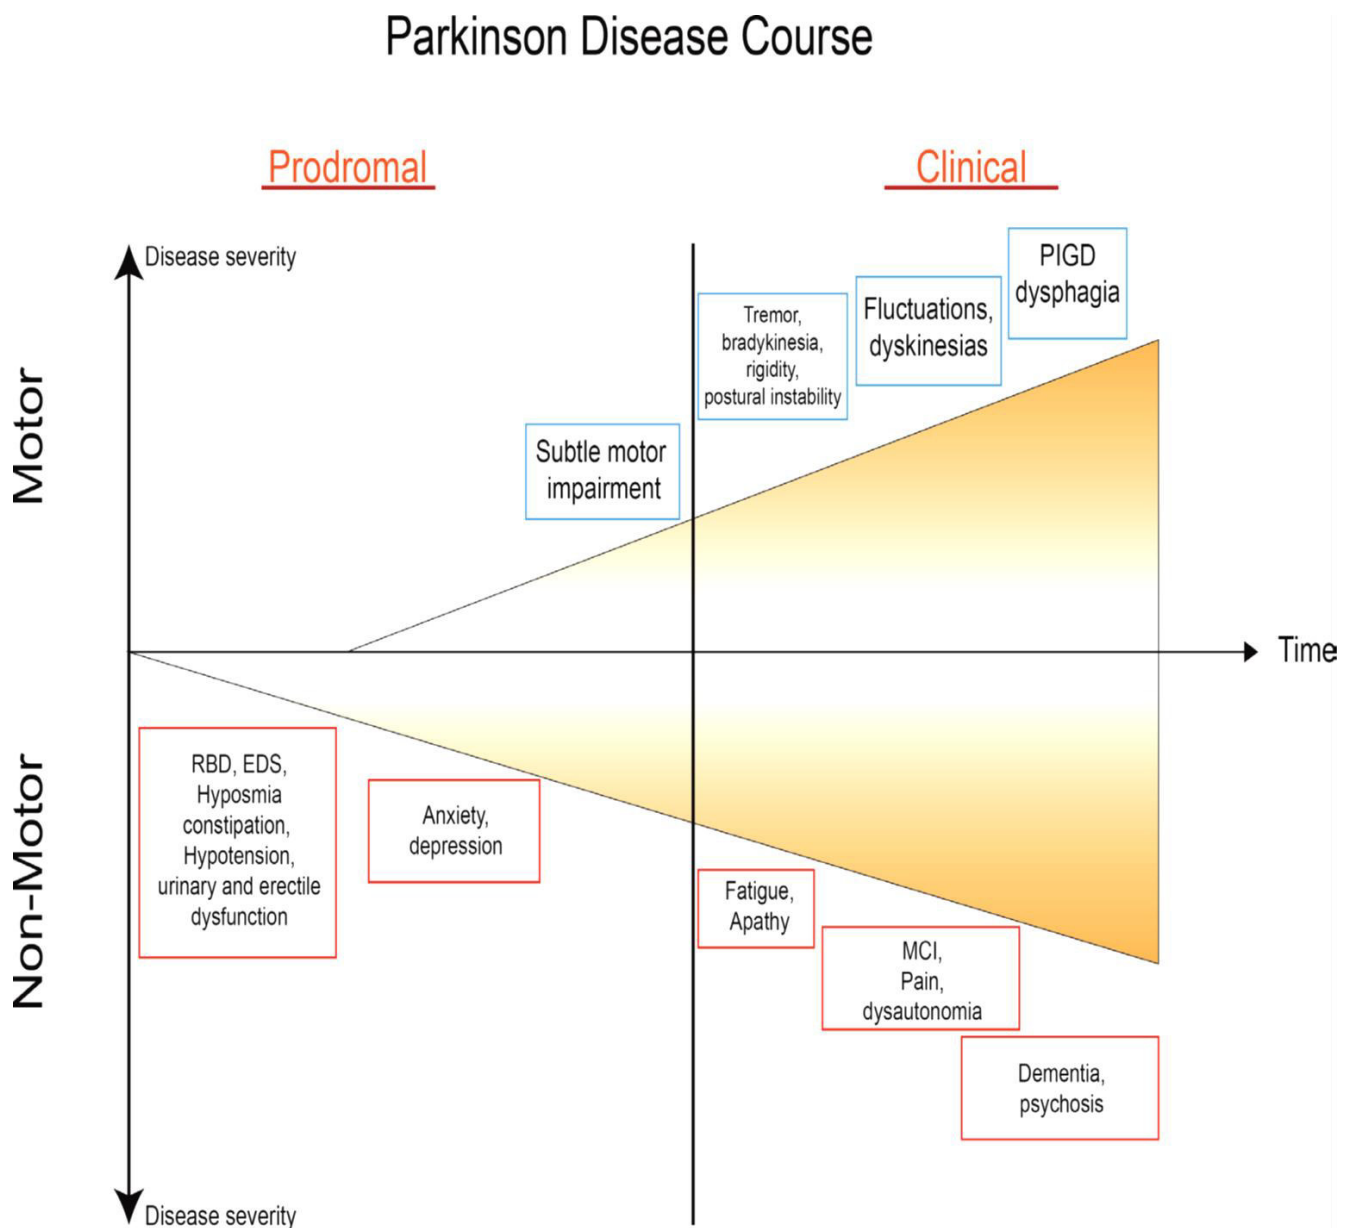 Parkinson Disease Course
Prodromal
Clinical
Disease severity
PIGD
dysphagia
Fluctuations,
dyskinesias
Tremor,
bradykinesia,
rigidity,
postural instability
Subtle motor
impairment
Motor
Time
Non-Motor
RBD, EDS,
Hyposmia
constipation,
Hypotension,
urinary and erectile
dysfunction
Anxiety,
depression
Fatigue,
Apathy
MCI,
Pain,
dysautonomia
Dementia,
psychosis
Disease severity